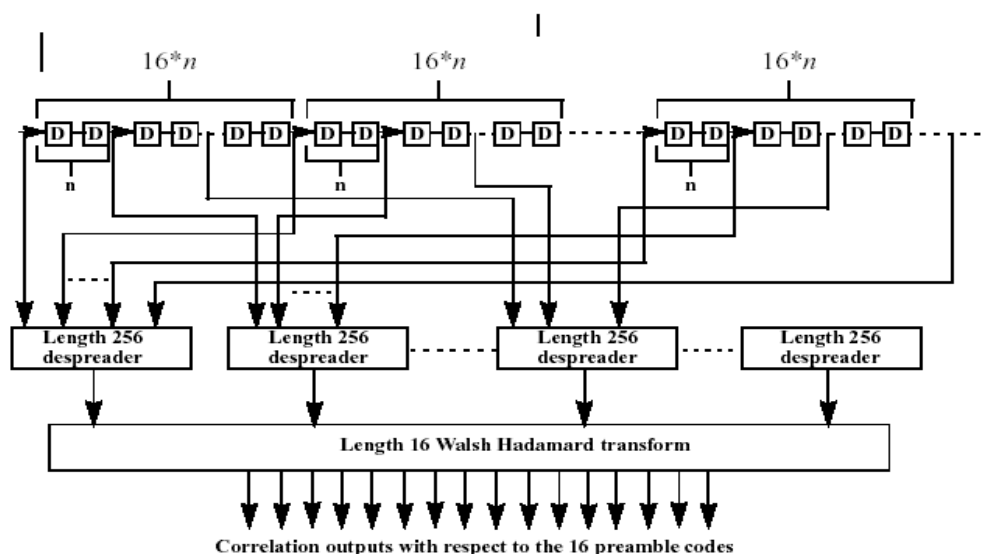 16*n 16*n 16*n
D D D D D D D D D D D D D D D D D D
n n n
Length 256 despreader
Length 256 despreader
Length 256 despreader
Length 256 despreader
Length 16 Walsh Hadamard transform
Correlation outputs with respect to the 16 preamble codes